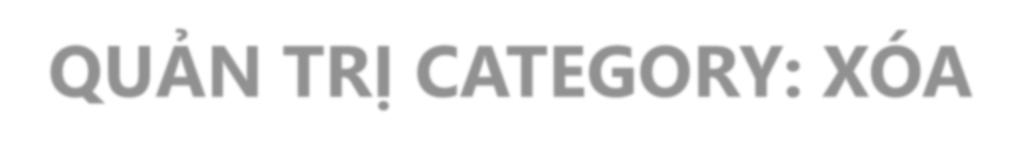 QUẢN TRỊ CATEGORY: XÓA